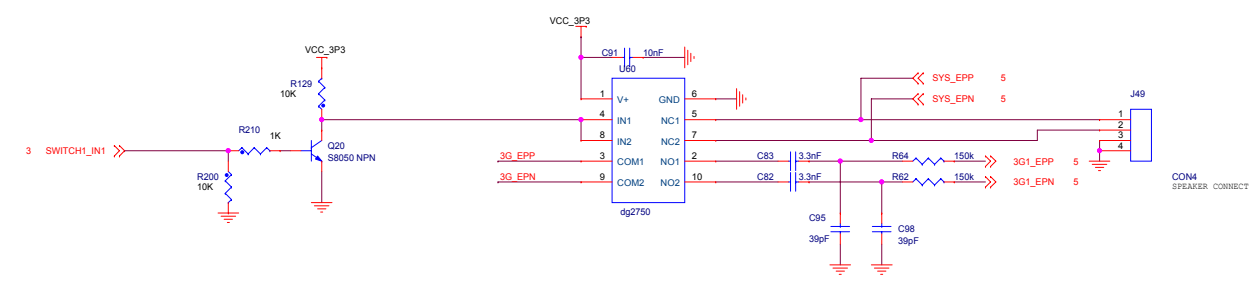 VCC_3P3
C91 10nF
U60
VCC_3P3
R129
10K
1 V+ GND 6
4 IN1 NC1 5
8 IN2 NC2 7
3 COM1 NO1 2
9 COM2 NO2 10
dg2750
SYS_EPP 5
SYS_EPN 5
J49
1
2
3
4
CON4
SPEAKER CONNECT
R210 1K
Q20
S8050 NPN
3 SWITCH1_IN1
R200
10K
3G_EPP
3G_EPN
C83 3.3nF R64 150k 3G1_EPP 5
C82 3.3nF R62 150k 3G1_EPN 5
C95
39pF
C98
39pF